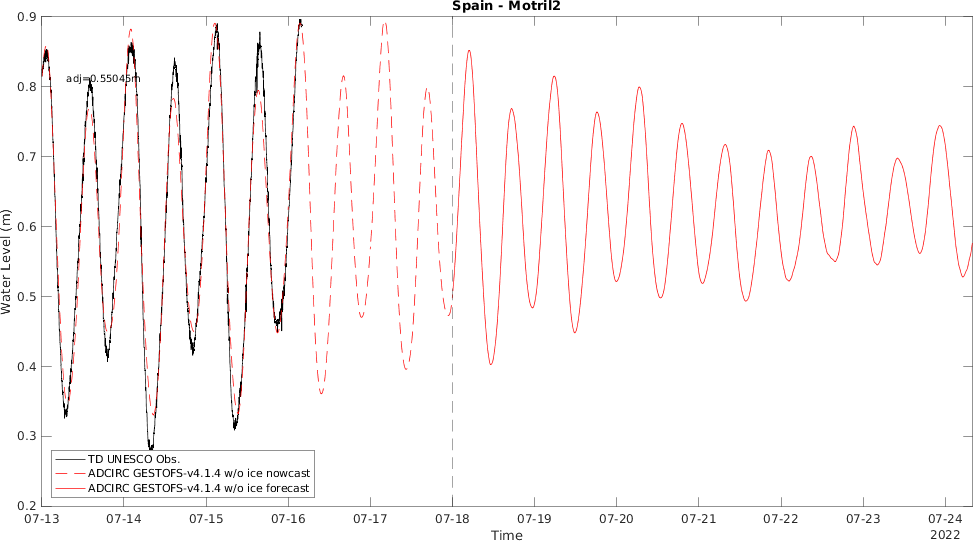 Spain - Motril2
adj=0.55045m
Water Level (m)
0.9
0.8
0.7
0.6
0.5
0.4
0.3
0.2
TD UNESCO Obs.
ADCIRC GESTOFS-v4.1.4 w/o ice nowcast
ADCIRC GESTOFS-v4.1.4 w/o ice forecast
07-13 07-14 07-15 07-16 07-17 07-18 07-19 07-20 07-21 07-22 07-23 07-24
2022
Time